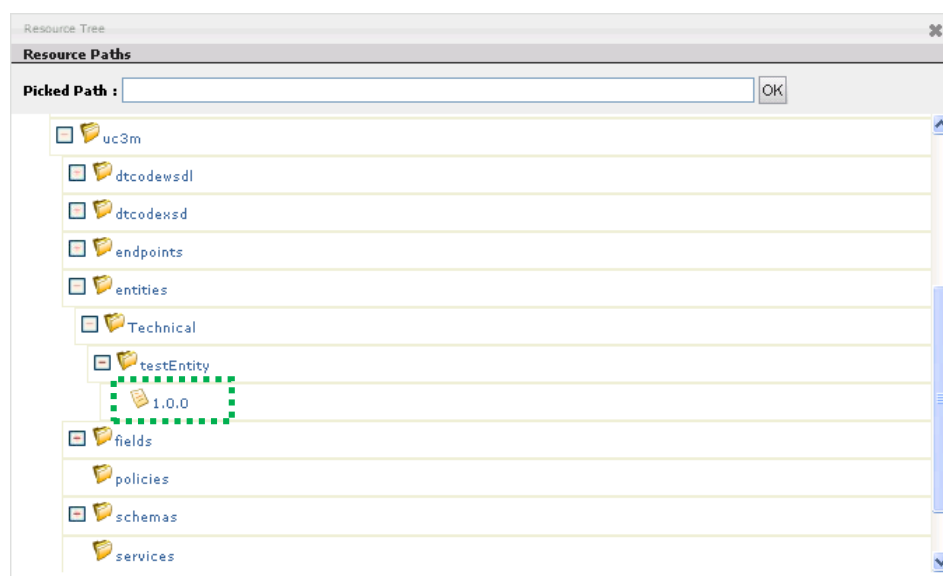 Resource Tree
Resource Paths
Picked Path :
OK
uc3m
dtcodewsdl
dtcodexsd
endpoints
entities
Technical
testEntity
1.0.0
fields
policies
schemas
services